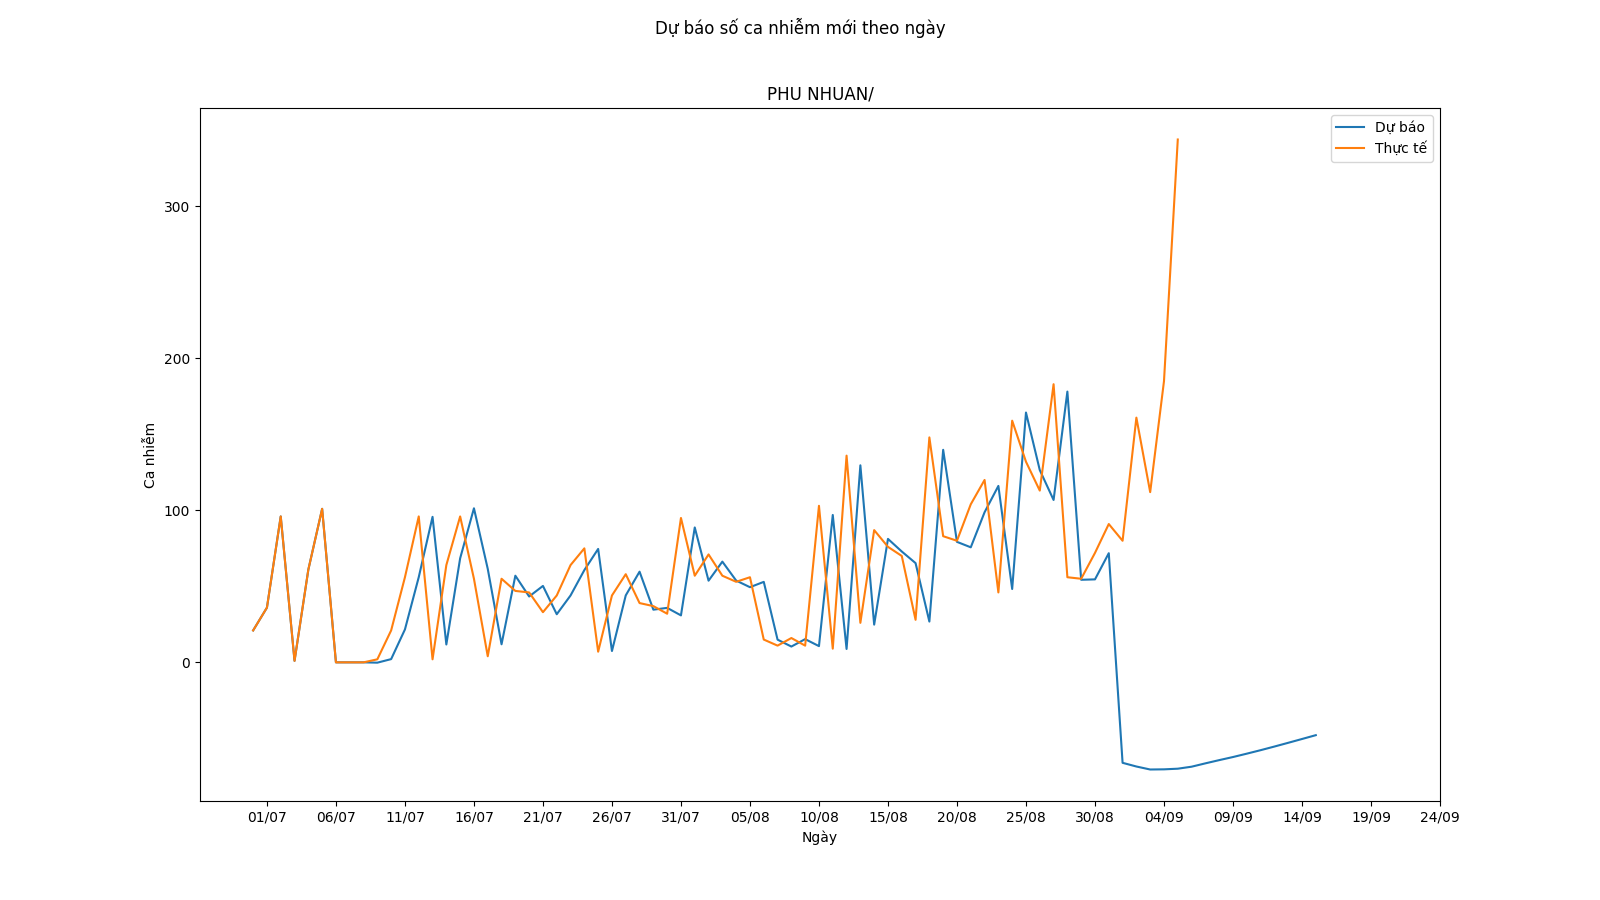 Dự báo số ca nhiễm mới theo ngày
PHU NHUAN/
Dự báo
Thực tế
300
200
100
0
Ca nhiễm
01/07 06/07 11/07 16/07 21/07 26/07 31/07 05/08 10/08 15/08 20/08 25/08 30/08 04/09 09/09 14/09 19/09 24/09
Ngày